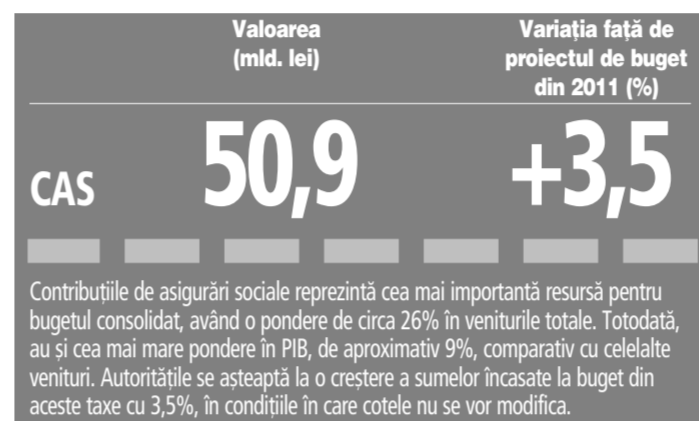 Valoarea
(mld. lei)
Variația față de
proiectul de buget
din 2011 (%)
CAS 50,9 +3,5
Contribuțiile de asigurări sociale reprezintă cea mai importantă resursă pentru
bugetul consolidat, având o pondere de circa 26% în veniturile totale. Totodată,
au și cea mai mare pondere în PIB, de aproximativ 9%, comparativ cu celelalte
venituri. Autoritățile se așteaptă la o creștere a sumelor încasate la buget din
aceste taxe cu 3,5%, în condițiile în care cotele nu se vor modifica.